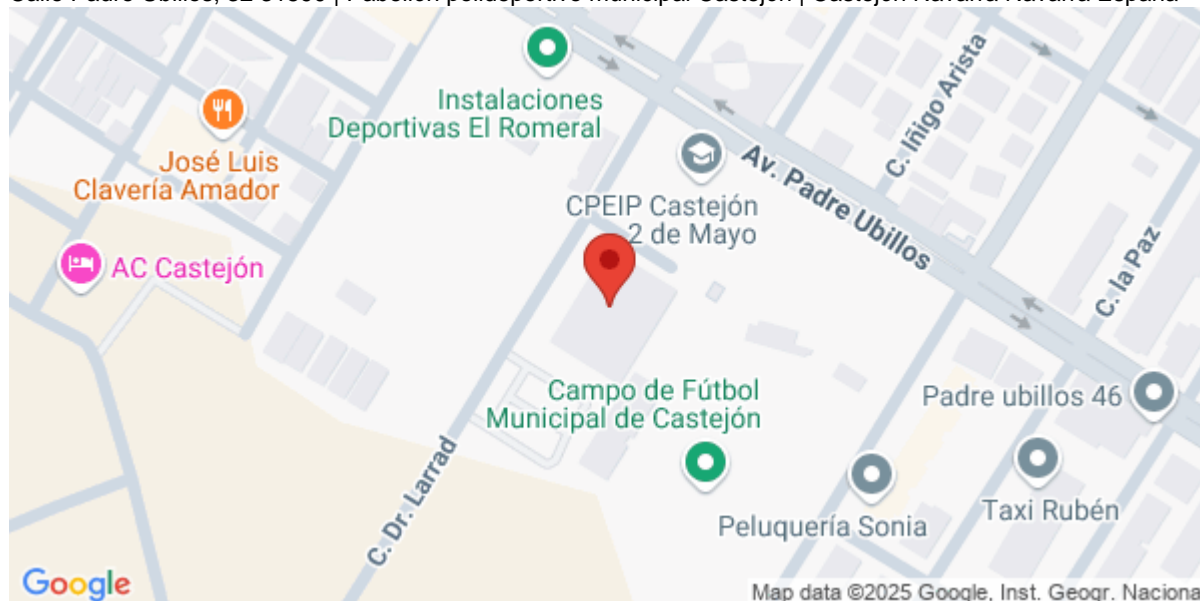 Instalaciones
Deportivas El Romeral
José Luis
Clavería Amador
C. Iñigo Arista
CPEIP Castejón
2 de Mayo
Av. Padre Ubillos
AC Castejón
C. la Paz
Campo de Fútbol
Municipal de Castejón
Padre ubillos 46
C. Dr. Larrad
Peluquería Sonia
Taxi Rubén
Google
Map data ©2025 Google, Inst. Geogr. Nacional